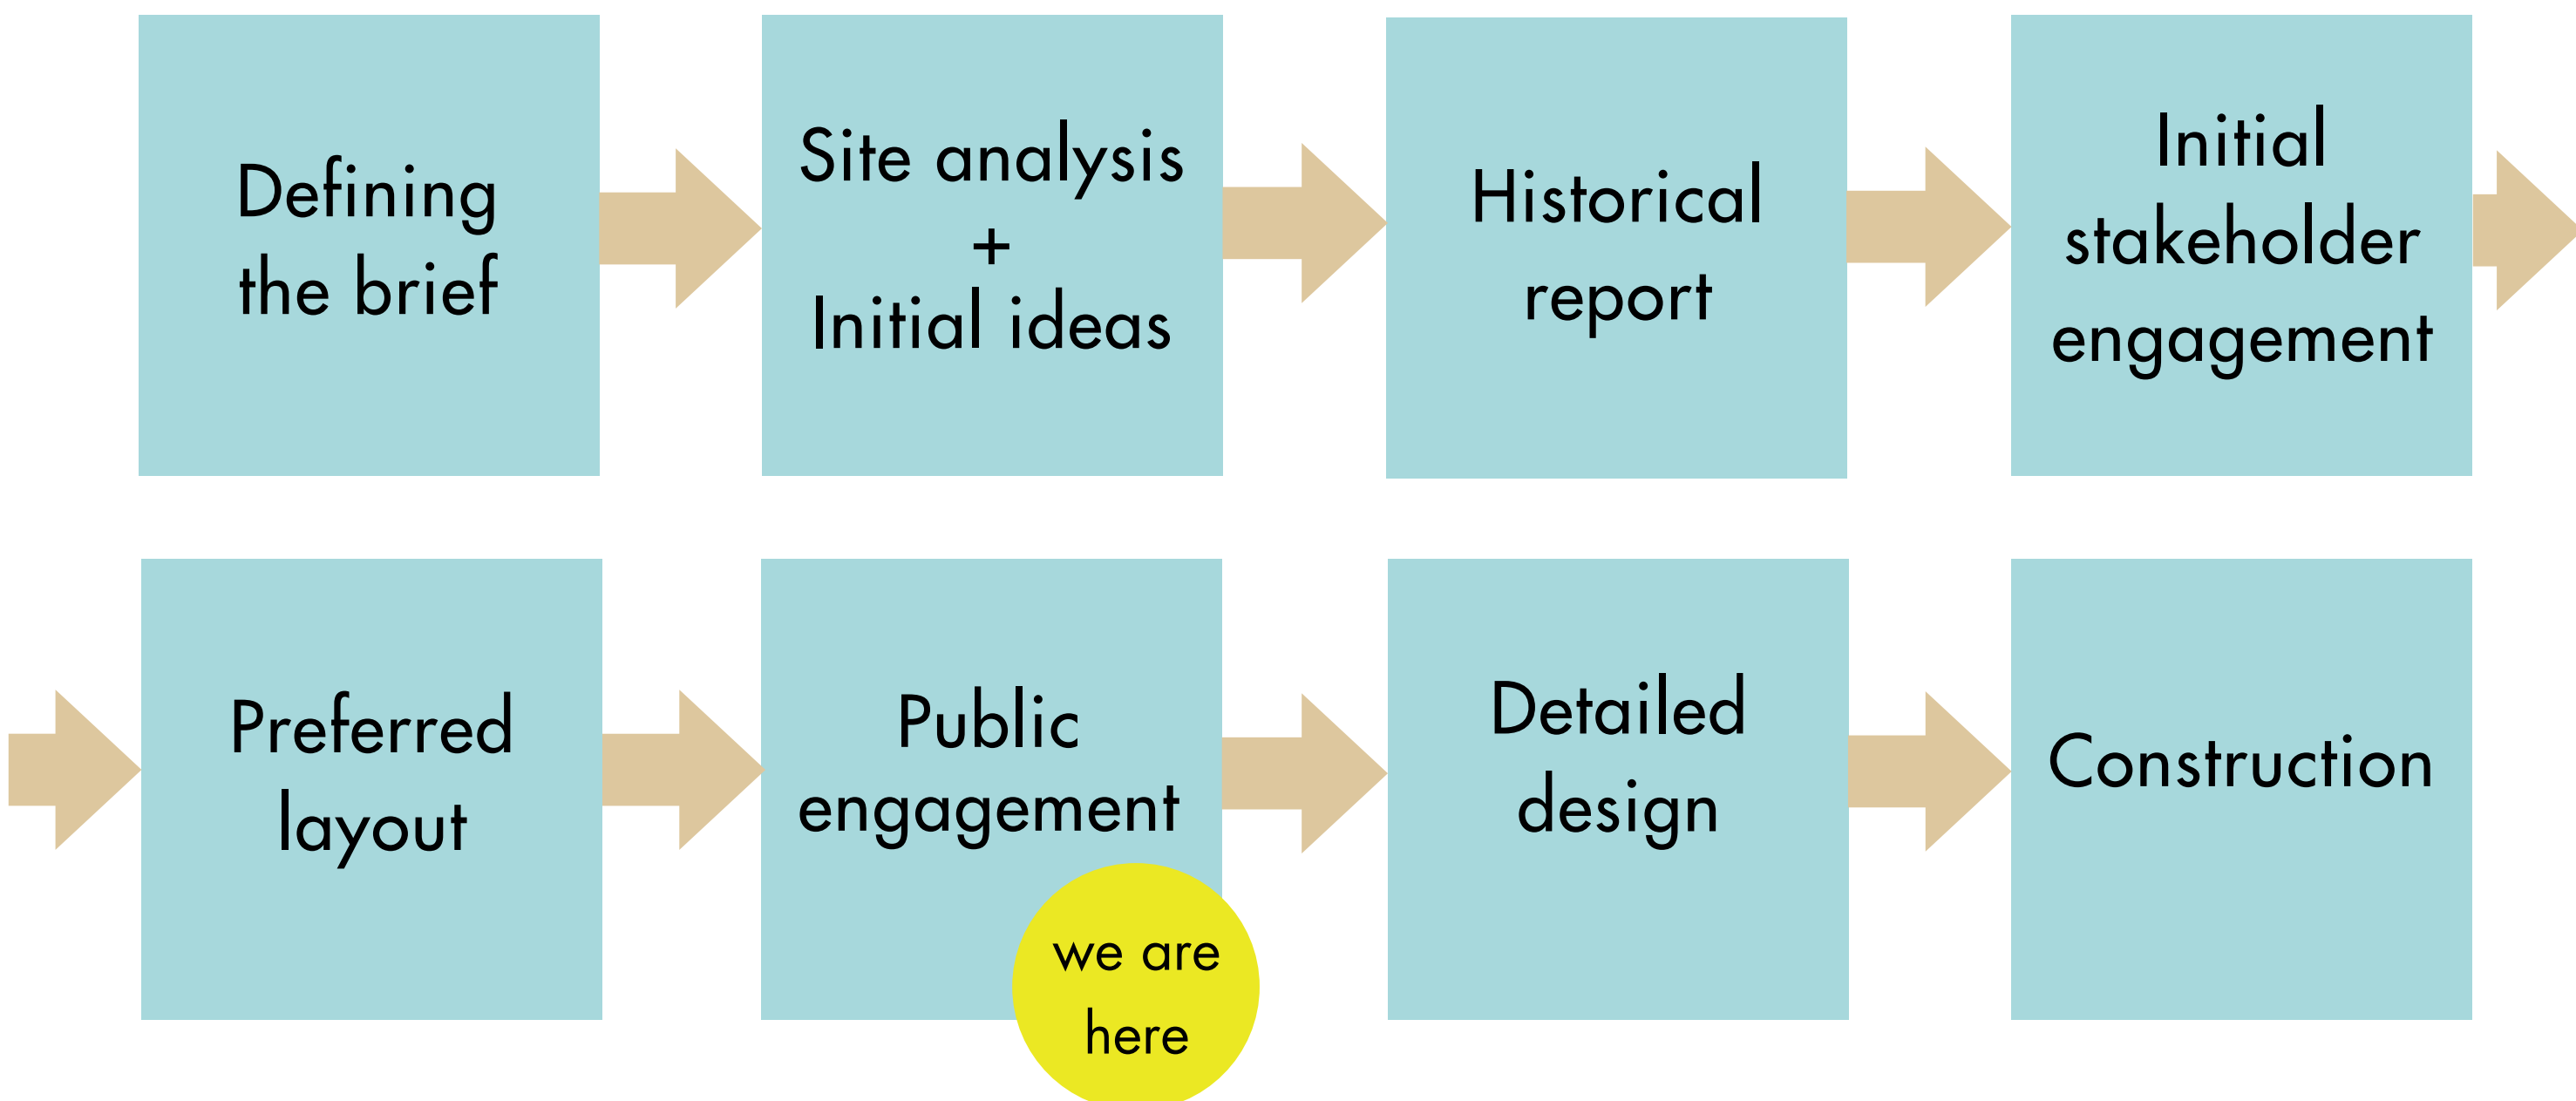 Defining
the brief
Site analysis
+
Initial ideas
Historical
report
Initial
stakeholder
engagement
Preferred
layout
Public
engagement
we are
here
Detailed
design
Construction